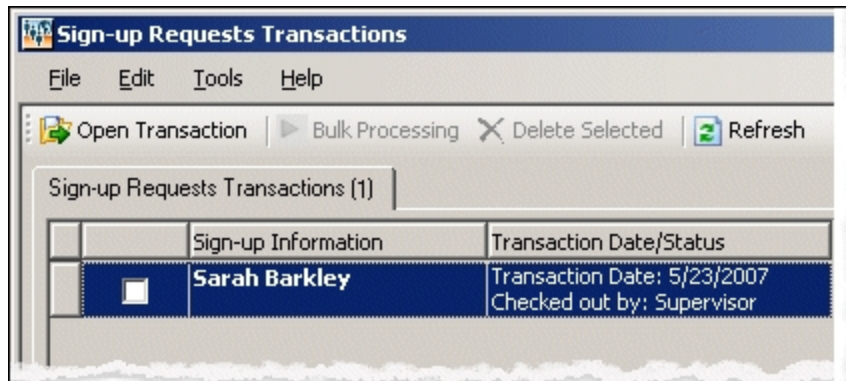 Sign-up Requests Transactions
File Edit Tools Help
Open Transaction Bulk Processing Delete Selected Refresh
Sign-up Requests Transactions (1)
Sign-up Information Transaction Date/Status
Sarah Barkley Transaction Date: 5/23/2007
Checked out by: Supervisor